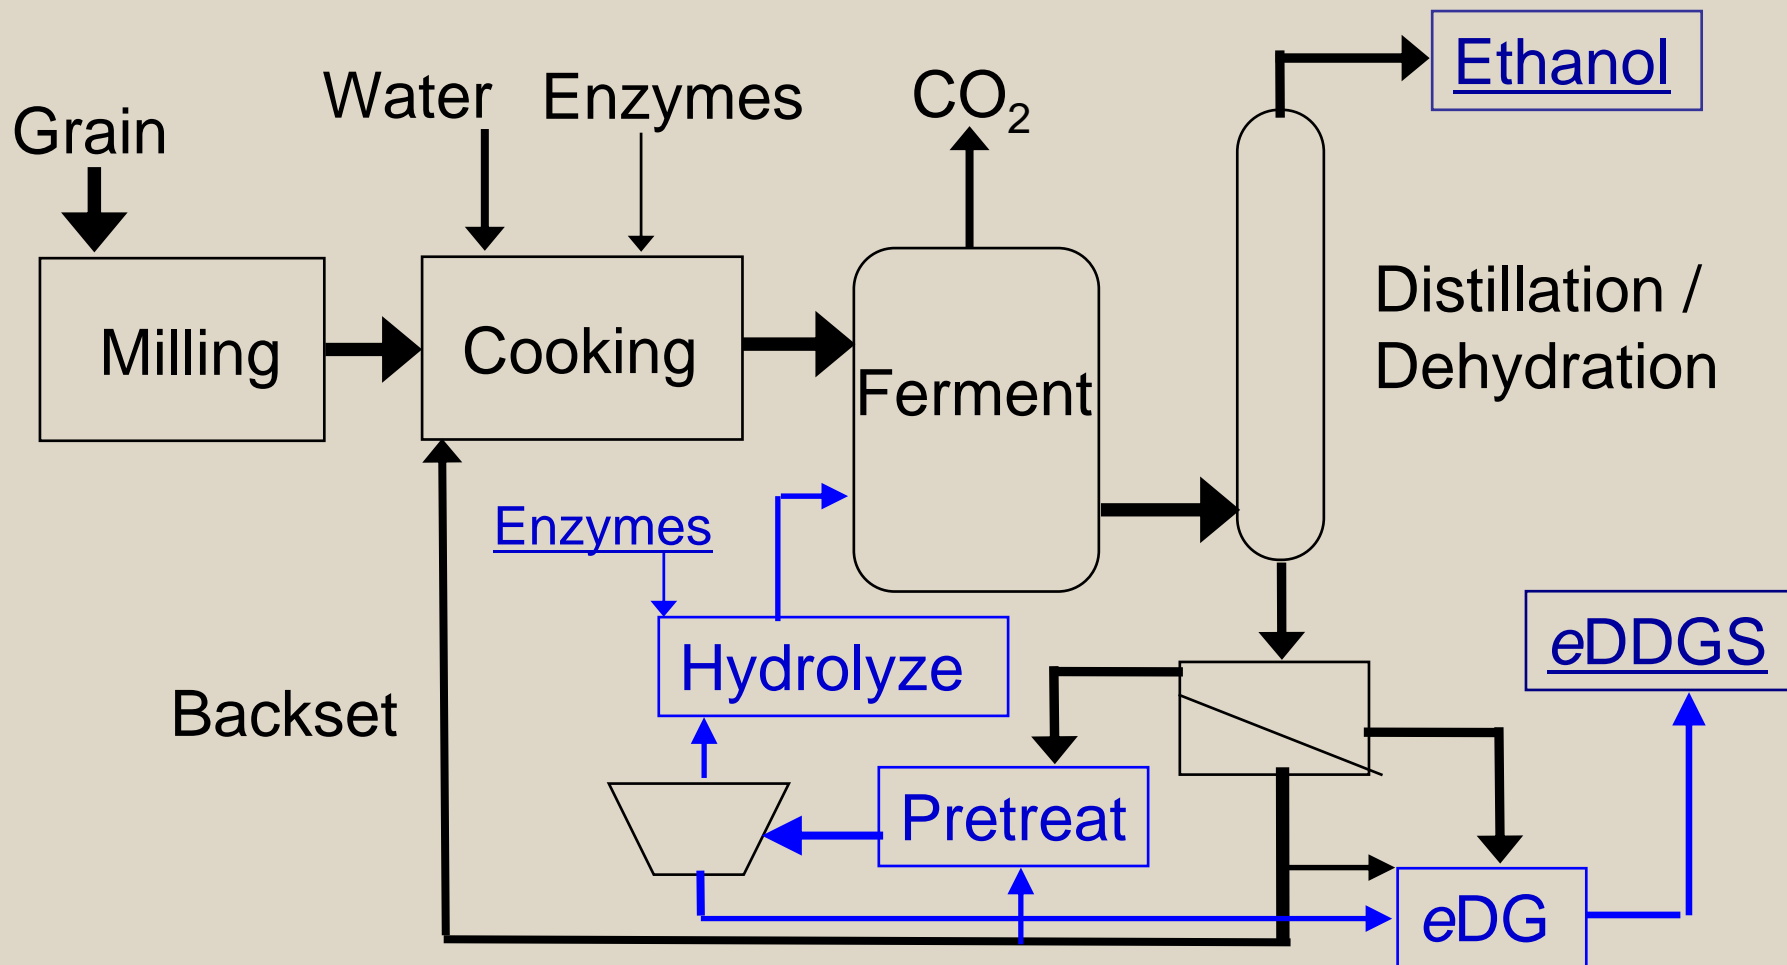 Ethanol
Water
Enzymes
CO₂
Grain
Distillation /
Dehydration
Milling
Cooking
Ferment
Enzymes
eDDGS
Hydrolyze
Backset
Pretreat
eDG